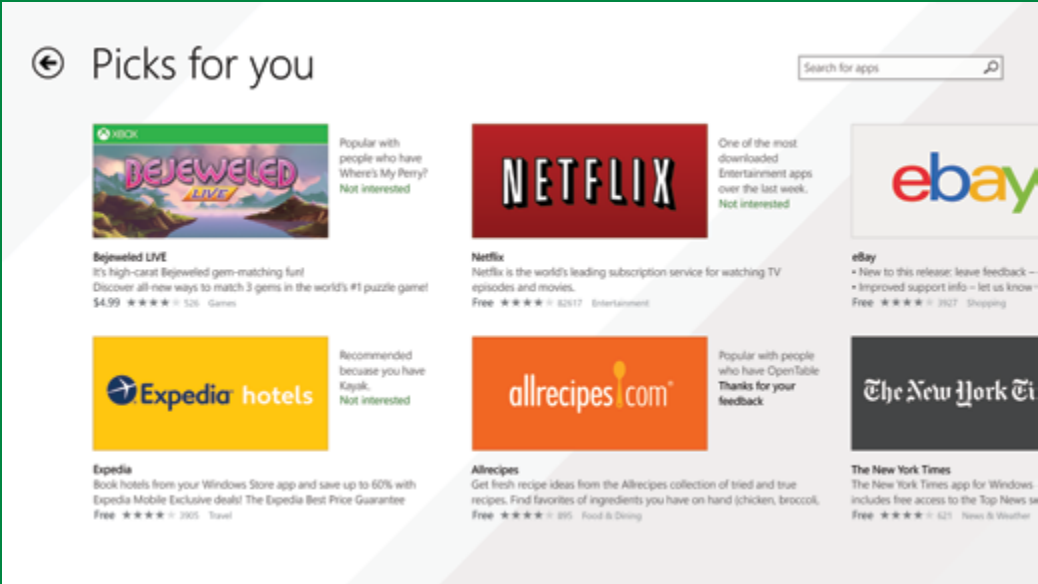 Picks for you
Search for apps
XBOX
BEJEWELED
LIVE
Popular with
people who have
Where's My Perry?
Not interested
Bejeweled LIVE
It's high-carat Bejeweled gem-matching fun!
Discover all-new ways to match 3 gems in the world's #1 puzzle game!
$4.99 526 Games
NETFLIX
One of the most
downloaded
Entertainment apps
over the last week.
Not interested
Netflix
Netflix is the world's leading subscription service for watching TV
episodes and movies.
Free 82617 Entertainment
ebay
eBay
• New to this release: leave feedback –
• Improved support info – let us know
Free 3927 Shopping
Expedia hotels
Recommended
becuase you have
Kayak.
Not interested
Expedia
Book hotels from your Windows Store app and save up to 60% with
Expedia Mobile Exclusive deals! The Expedia Best Price Guarantee
Free 3905 Travel
allrecipes.com
Popular with people
who have OpenTable
Thanks for your
feedback
Allrecipes
Get fresh recipe ideas from the Allrecipes collection of tried and true
recipes. Find favorites of ingredients you have on hand (chicken, broccoli,
Free 895 Food & Dining
The New York Ti
The New York Times
The New York Times app for Windows
includes free access to the Top News
Free 621 News & Weather